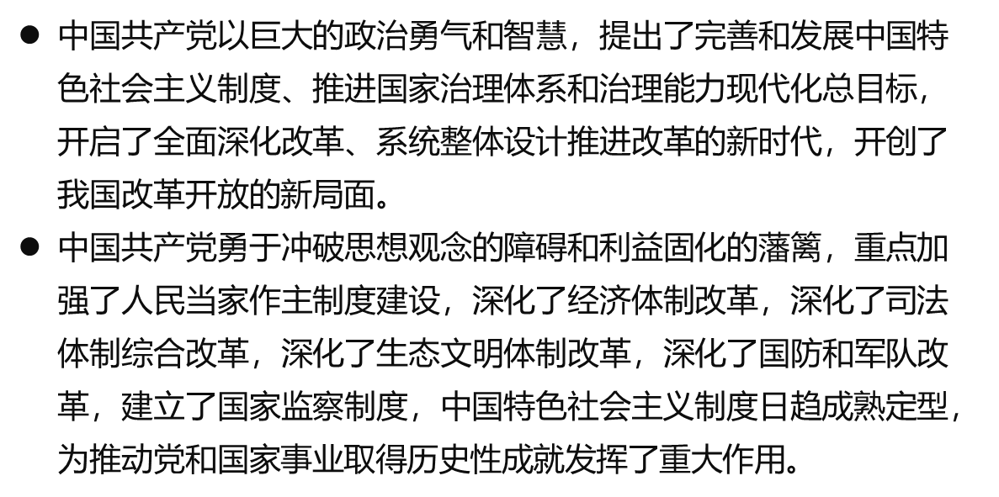 ● 中国共产党以巨大的政治勇气和智慧，提出了完善和发展中国特
色社会主义制度、推进国家治理体系和治理能力现代化总目标，
开启了全面深化改革、系统整体设计推进改革的新时代，开创了
我国改革开放的新局面。
● 中国共产党勇于冲破思想观念的障碍和利益固化的藩篱，重点加
强了人民当家作主制度建设，深化了经济体制改革，深化了司法
体制综合改革，深化了生态文明体制改革，深化了国防和军队改
革，建立了国家监察制度，中国特色社会主义制度日趋成熟定型，
为推动党和国家事业取得历史性成就发挥了重大作用。